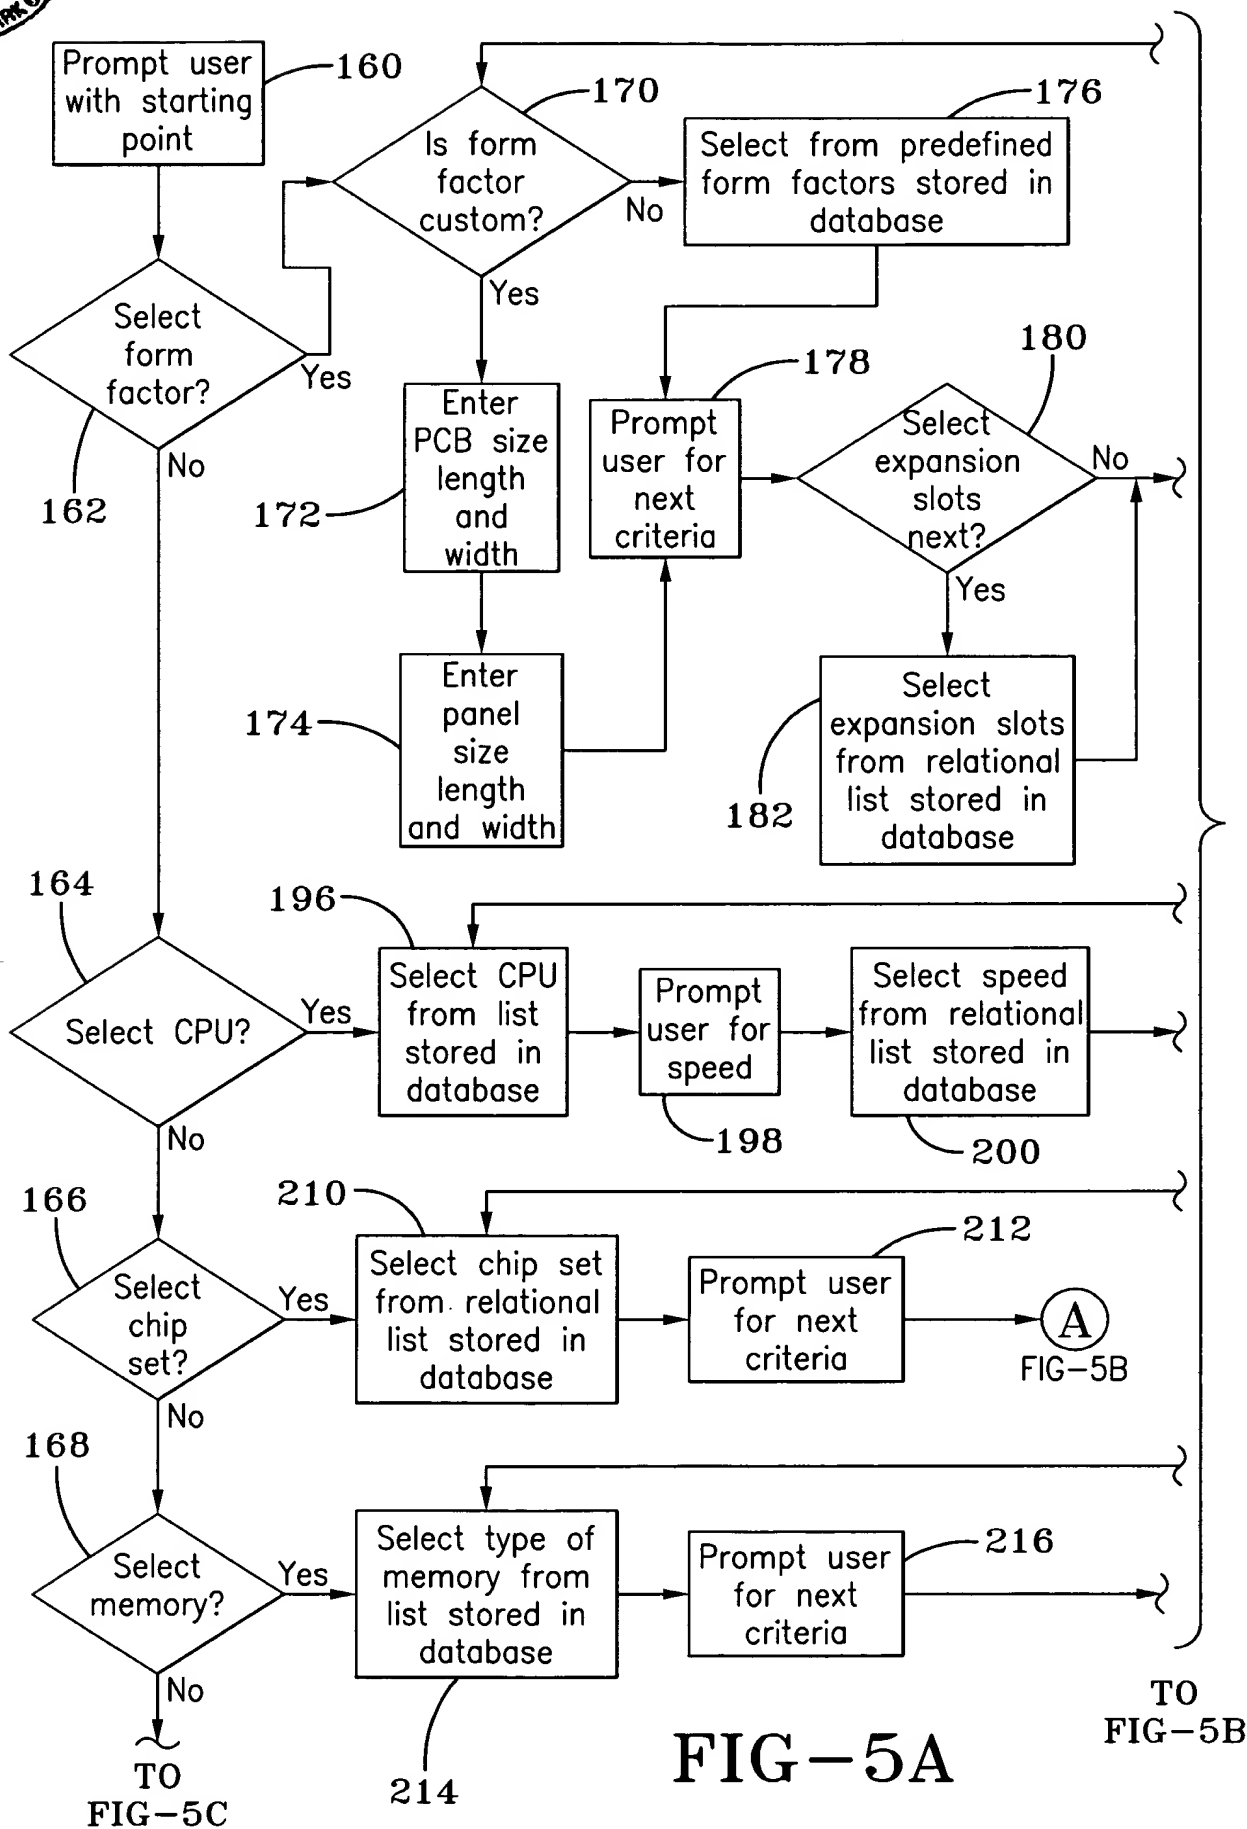 Prompt user
with starting
point
160
Select
form
factor?
Yes
No
162
Is form
factor
custom?
170
No
Yes
Select from predefined
form factors stored in
database
176
Enter
PCB size
length
and
width
172
Enter
panel
size
length
and width
174
Prompt
user for
next
criteria
178
Select
expansion
slots
next?
180
No
Yes
Select
expansion slots
from relational
list stored in
database
182
164
Select CPU?
Yes
No
196
Select CPU
from list
stored in
database
Prompt
user for
speed
198
Select speed
from relational
list stored in
database
200
166
Select
chip
set?
Yes
No
210
Select chip set
from relational
list stored in
database
212
Prompt user
for next
criteria
A
FIG-5B
168
Select
memory?
Yes
No
Select type of
memory from
list stored in
database
214
Prompt user
for next
criteria
216
TO
FIG-5B
TO
FIG-5C
FIG-5A